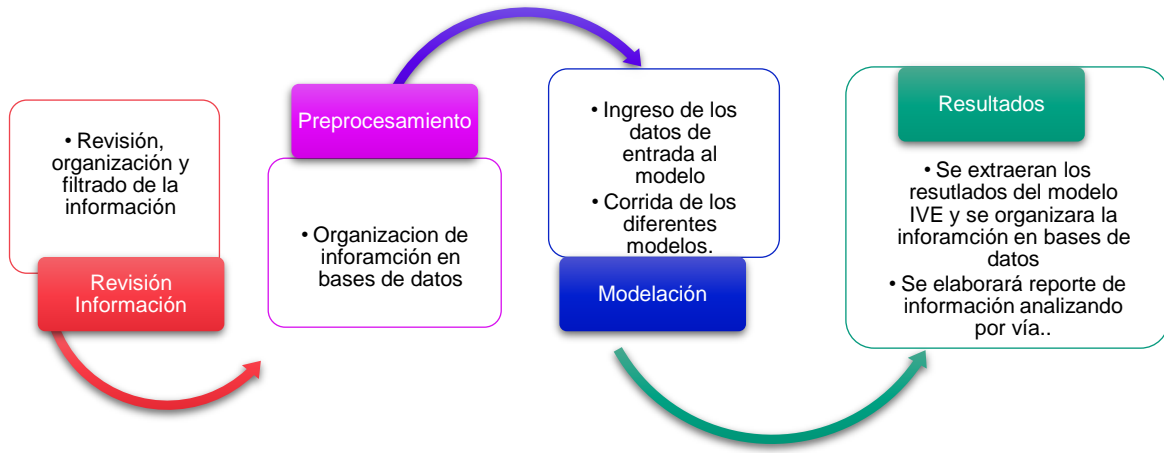 • Revisión,
organización y
filtrado de la
información
Revisión
Información
Preprocesamiento
• Organizacion de
inforamción en
bases de datos
• Ingreso de los
datos de
entrada al
modelo
• Corrida de los
diferentes
modelos.
Modelación
Resultados
• Se extraeran los
resutlados del modelo
IVE y se organizara la
inforamción en bases de
datos
• Se elaborará reporte de
información analizando
por vía..